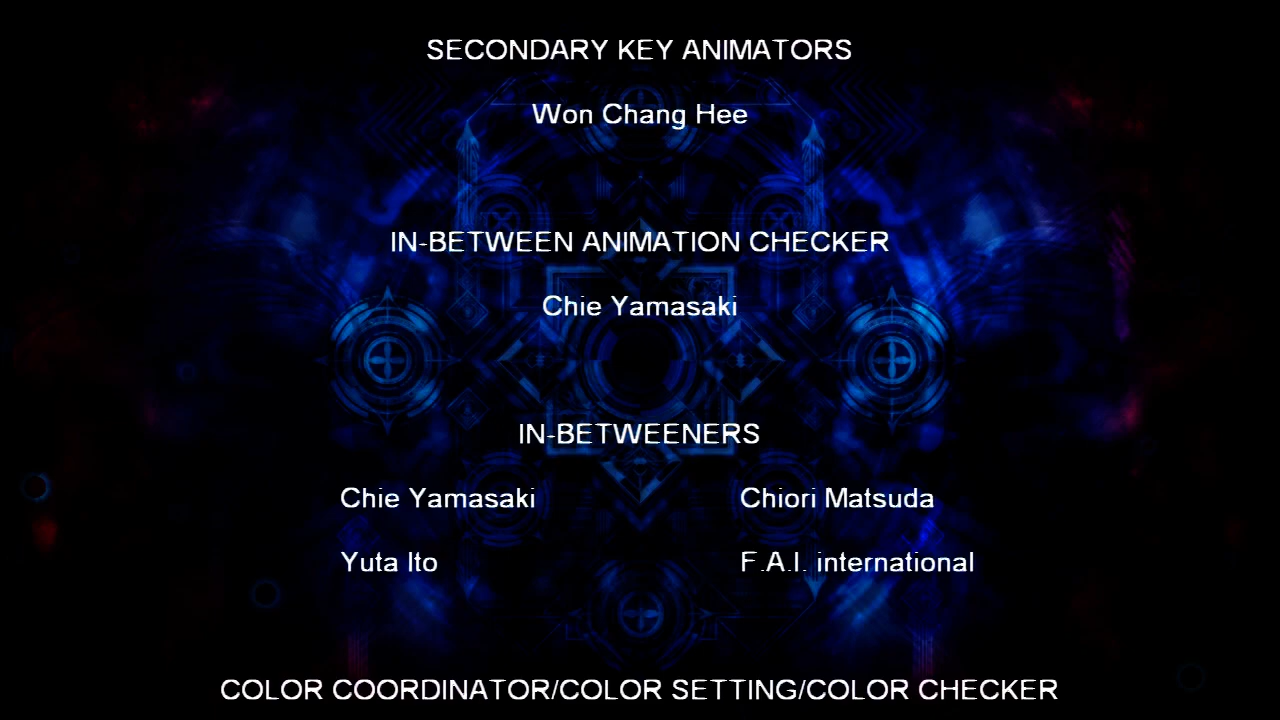 SECONDARY KEY ANIMATORS
Won Chang Hee
IN-BETWEEN ANIMATION CHECKER
Chie Yamasaki
IN-BETWEENERS
Chie Yamasaki Chiori Matsuda
Yuta Ito F.A.I. international
COLOR COORDINATOR/COLOR SETTING/COLOR CHECKER